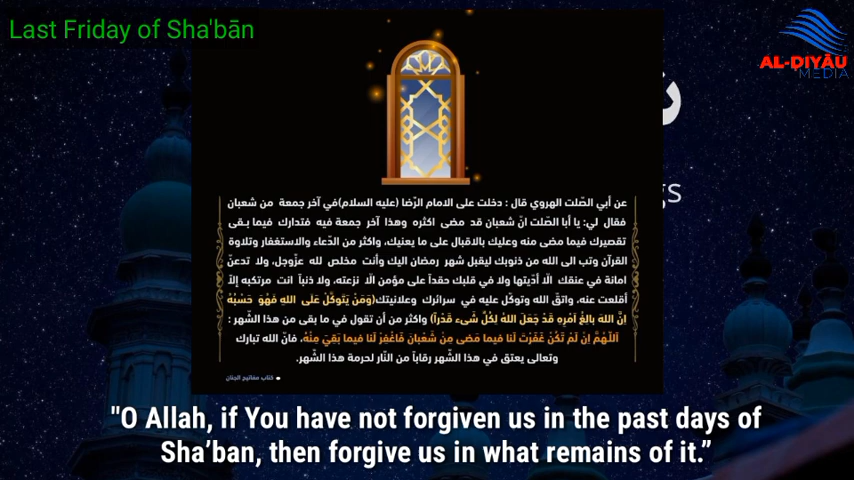 Last Friday of Sha'bān
AL-DIYĀU
MEDIA
عن أبي الصّلت الهروي قال : دخلت على الامام الرّضا (عليه السلام)في آخر جمعة من شعبان
فقال لي: يا أبا الصّلت انّ شعبان قد مضى اكثره وهذا آخر جمعة فيه فتدارك فيما بـقى
تقصيرك فيما مضى منه وعليك بالاقبال على ما يعنيك، واكثر من الدّعاء والاستغفار وتلاوة
القرآن وتب الى الله من ذنوبك ليقبل شهر رمضان اليك وأنت مخلص لله عزّوجل، ولا تدعنّ
امانة في عنقك الّا أدّيتها ولا في قلبك حقداً على مؤمن الّا نزعته، ولا ذنباً انت مرتكبه إلاّ
أقلعت عنه، واتقّ الله وتوكّل عليه في سرائرك وعلانيتك(وَمَنْ يَتَوَكَّلْ عَلَى اللهِ فَهُوَ حَسْبُهُ
اِنَّ اللهَ بالِغُ اَمْرِهِ قَدْ جَعَلَ اللهُ لِكُلِّ شَىء قَدْراً) واكثر من أن تقول في ما بقى من هذا الشّهر :
اَللّـهُمَّ اِنْ لَمْ تَكُنْ غَفَرْتَ لَنا فيما مَضى مِنْ شَعْبانَ فَاغْفِرْ لَنا فيما بَقِيَ مِنْهُ، فانّ الله تبارك
وتعالى يعتق في هذا الشّهر رقاباً من النّار لحرمة هذا الشّهر.
كتاب مفاتيح الجنان
"O Allah, if You have not forgiven us in the past days of
Sha’ban, then forgive us in what remains of it.”